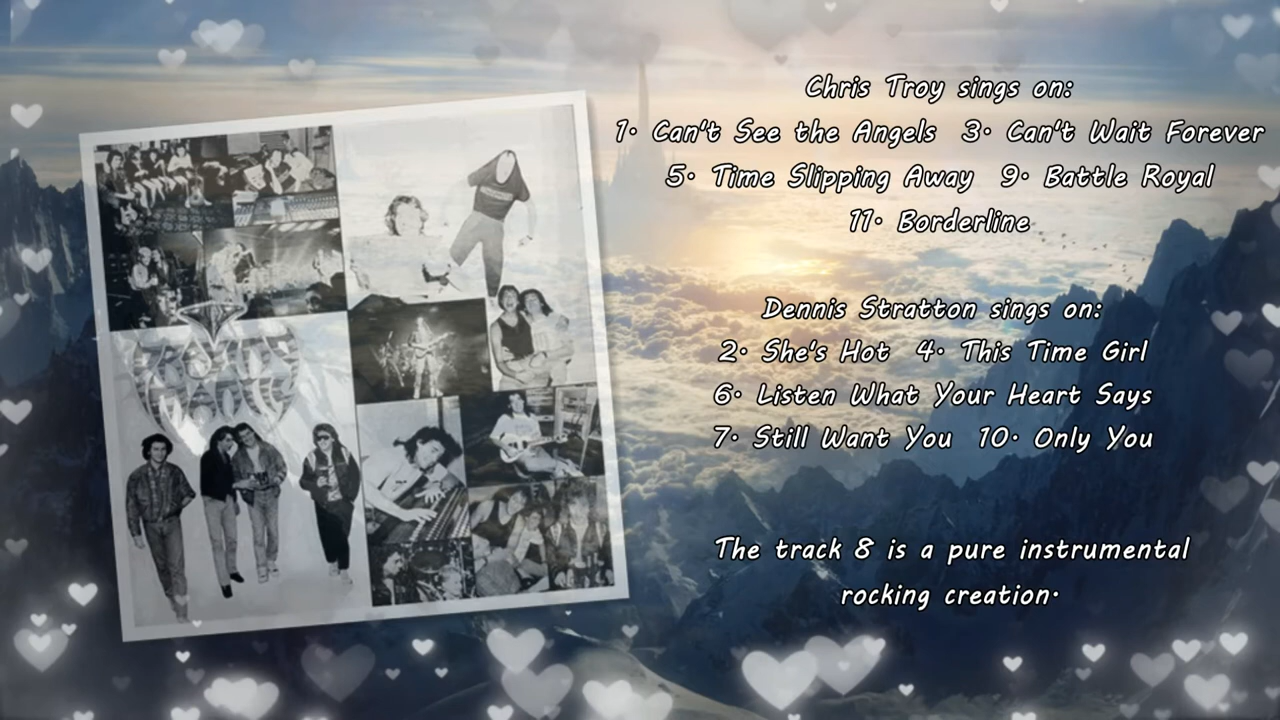 Chris Troy sings on:
1. Can't See the Angels 3. Can't Wait Forever
5. Time Slipping Away 9. Battle Royal
11. Borderline
Dennis Stratton sings on:
2. She's Hot 4. This Time Girl
6. Listen What Your Heart Says
7. Still Want You 10. Only You
The track 8 is a pure instrumental
rocking creation.